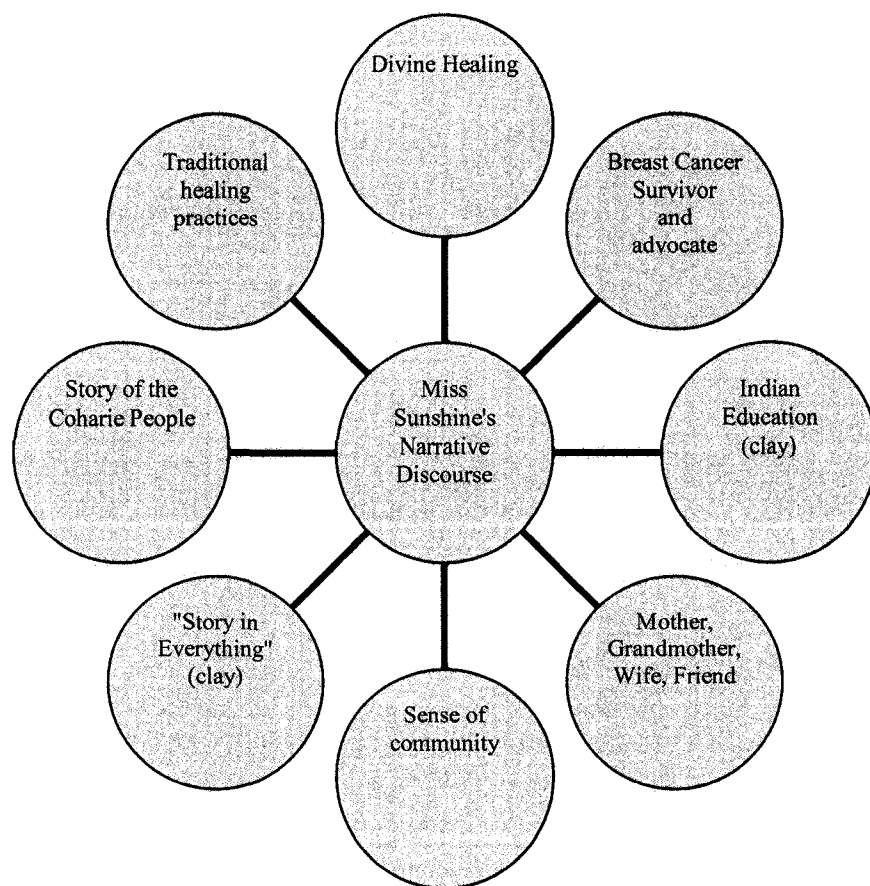 Divine Healing
Traditional
healing
practices
Breast Cancer
Survivor
and
advocate
Story of the
Coharie People
Miss
Sunshine's
Narrative
Discourse
Indian
Education
(clay)
"Story in
Everything"
(clay)
Mother,
Grandmother,
Wife, Friend
Sense of
community